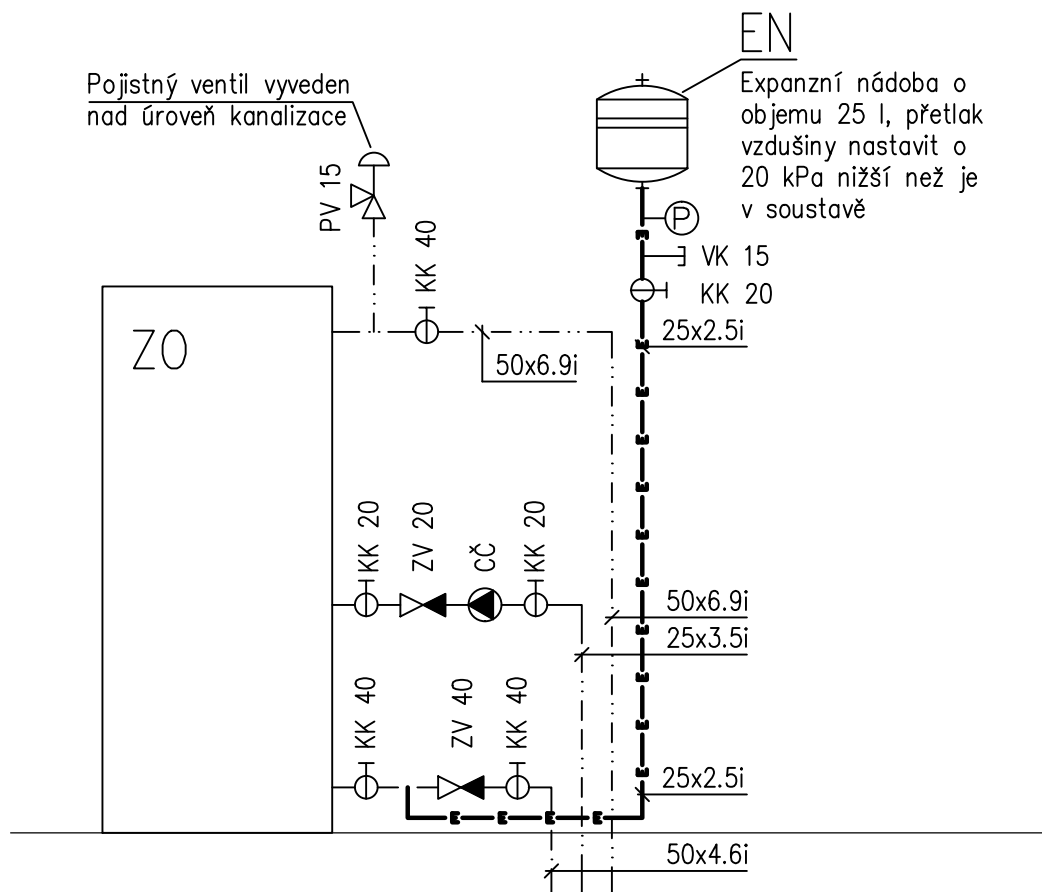 EN
Pojistný ventil vyveden
nad úroveň kanalizace
Expanzní nádoba o
objemu 25 l, přetlak
vzdušiny nastavit o
20 kPa nižší než je
v soustavě
PV 15
KK 40
P
VK 15
KK 20
ZO
25x2.5i
50x6.9i
KK 20
ZV 20
CČ
KK 20
50x6.9i
25x3.5i
KK 40
ZV 40
KK 40
25x2.5i
E E E E E E E E E E E
E E E E
50x4.6i